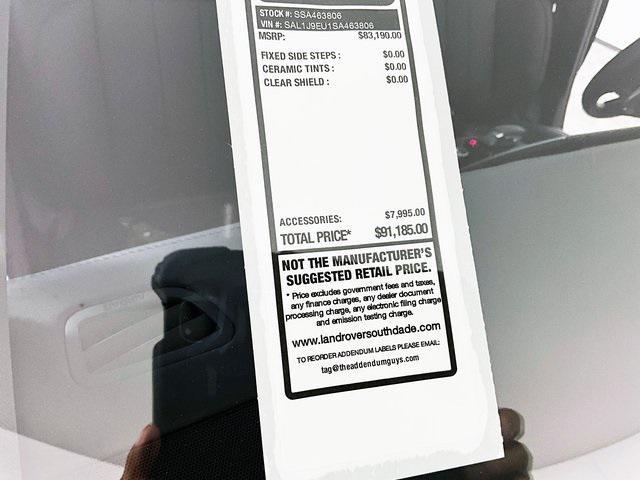 STOCK #: SSA463806
VIN #: SAL1J9EU1SA463806
MSRP: $83,190.00
FIXED SIDE STEPS : $0.00
CERAMIC TINTS : $0.00
CLEAR SHIELD : $0.00
ACCESSORIES: $7,995.00
TOTAL PRICE* $91,185.00
NOT THE MANUFACTURER'S
SUGGESTED RETAIL PRICE.
* Price excludes government fees and taxes,
any finance charges, any dealer document
processing charge, any electronic filing charge
and emission testing charge.
www.landroversouthdade.com
TO REORDER ADDENDUM LABELS PLEASE EMAIL:
tag@theaddendumguys.com